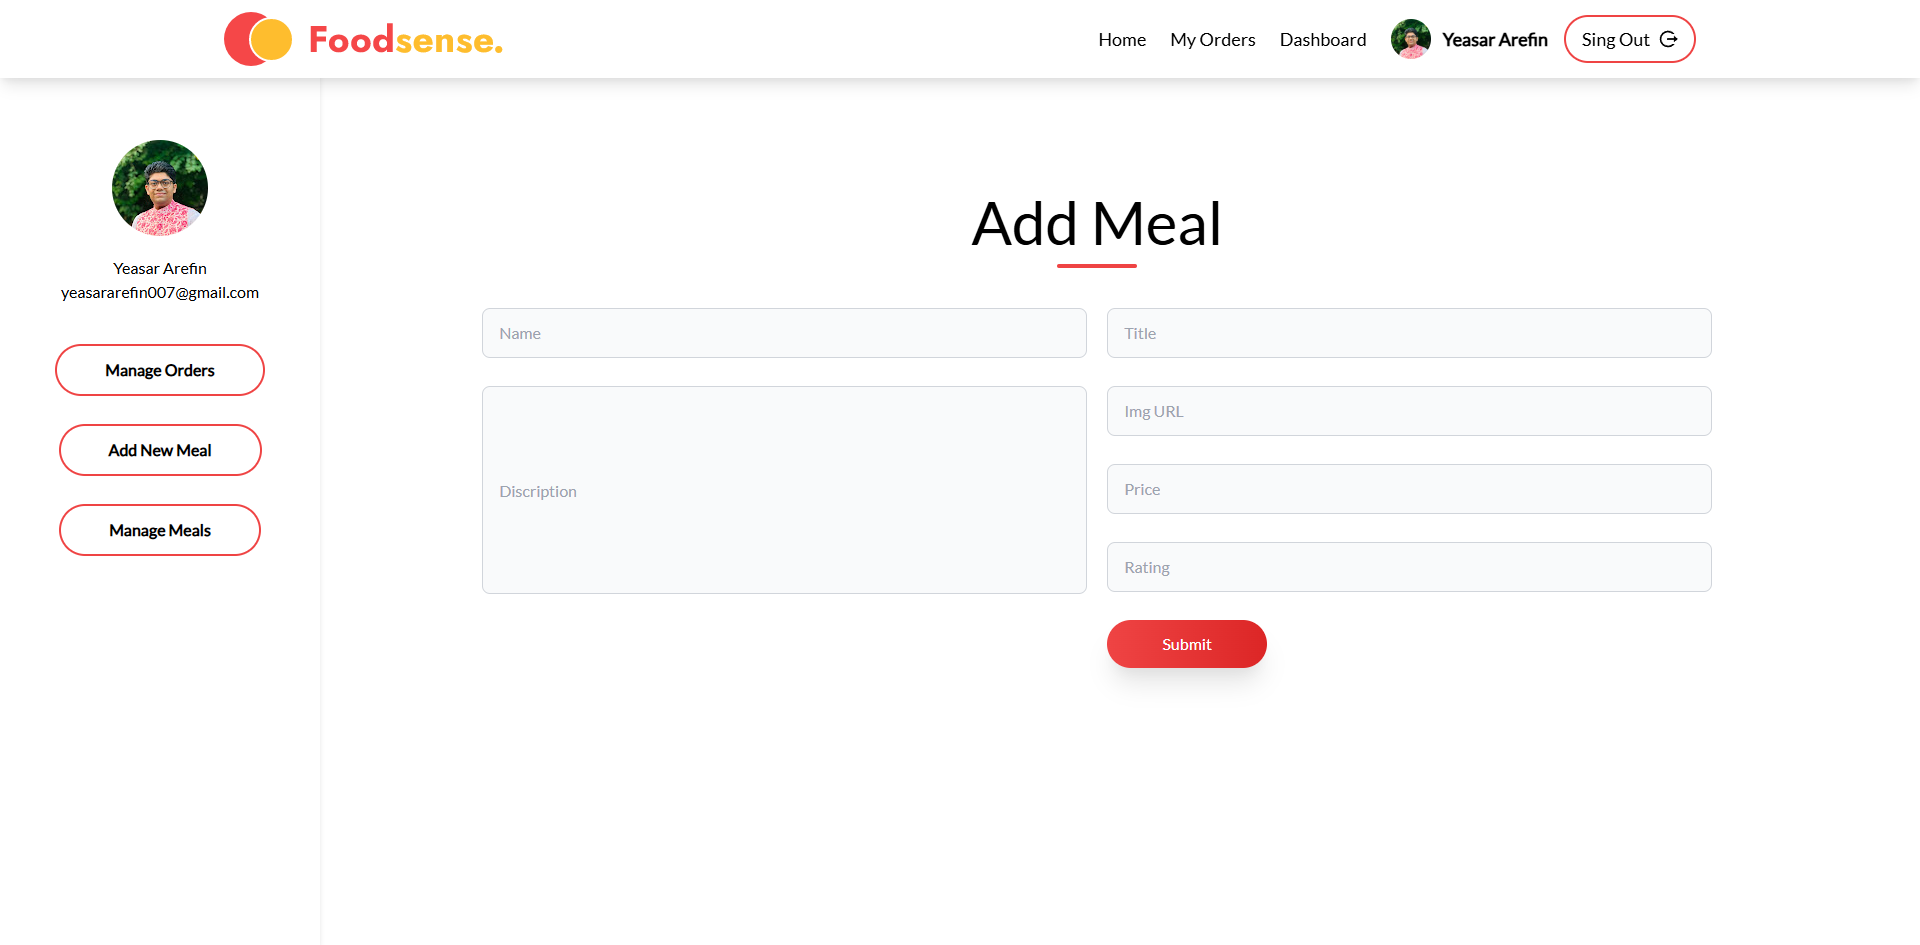 Foodsense.
Home My Orders Dashboard Yeasar Arefin Sing Out
Yeasar Arefin
yeasararefin007@gmail.com
Manage Orders
Add New Meal
Manage Meals
Add Meal
Name
Title
Discription
Img URL
Price
Rating
Submit